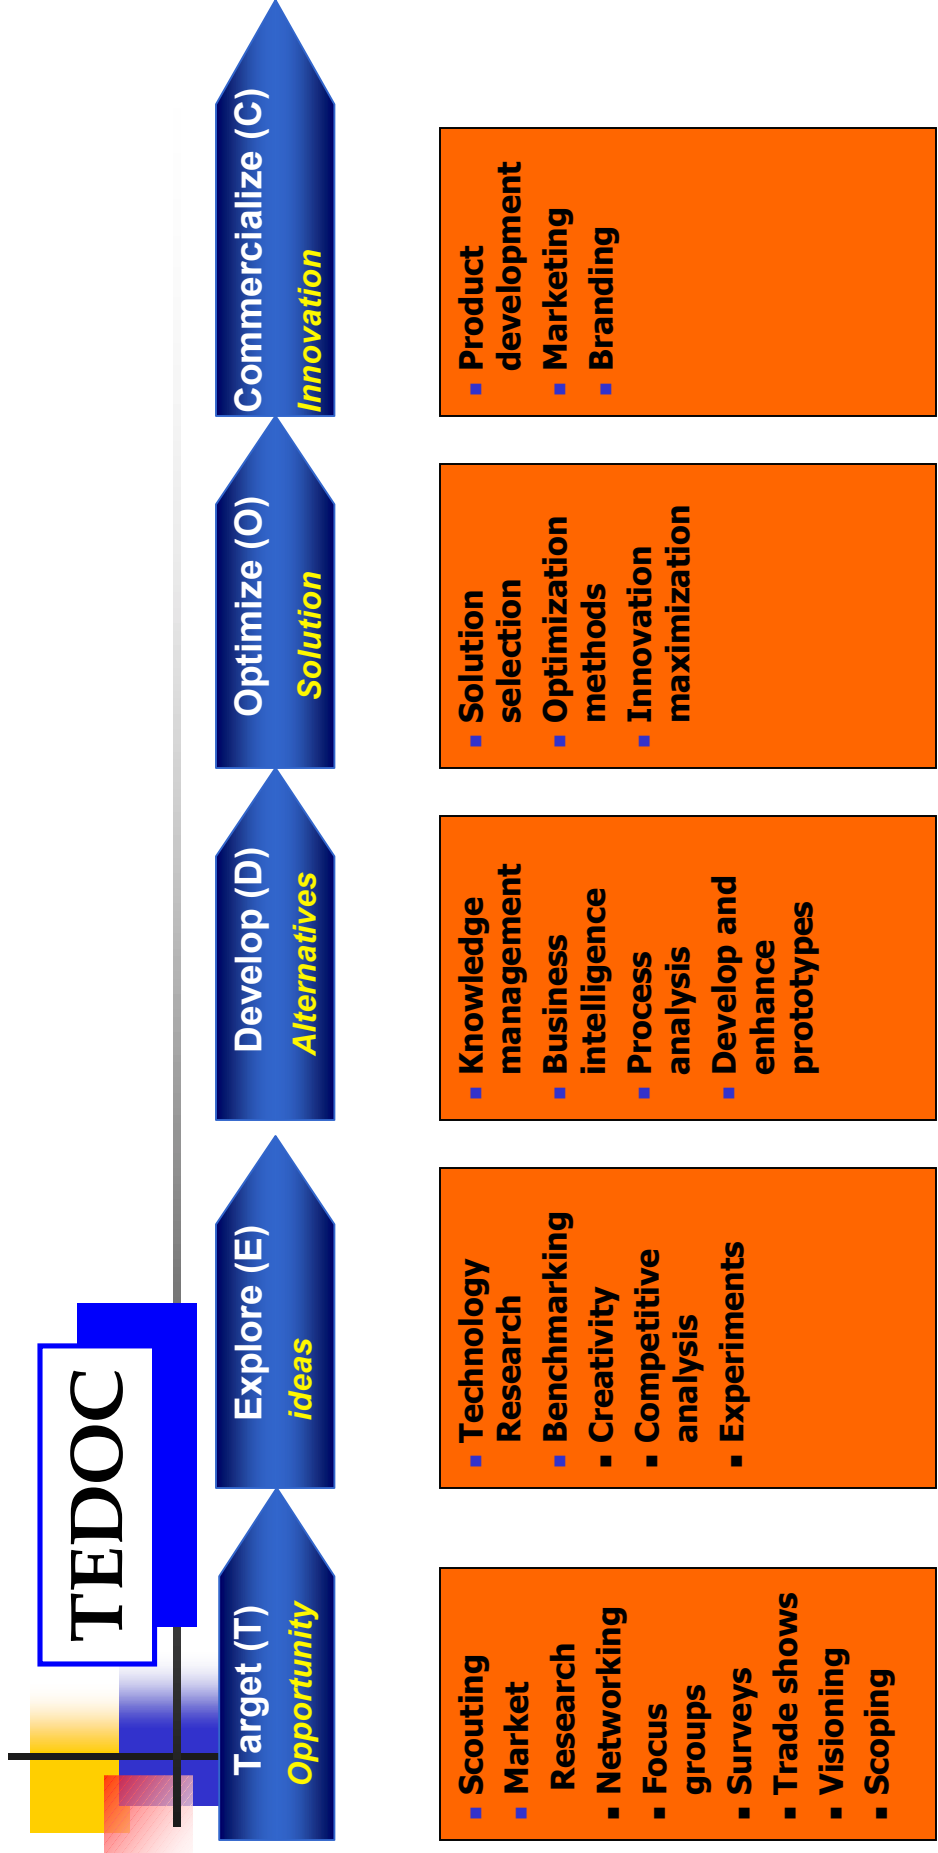 TEDOC
Target (T)
Opportunity
Explore (E)
ideas
Develop (D)
Alternatives
Optimize (O)
Solution
Commercialize (C)
Innovation
Scouting
Market
Research
Networking
Focus
groups
Surveys
Trade shows
Visioning
Scoping
Technology
Research
Benchmarking
Creativity
Competitive
analysis
Experiments
Knowledge
management
Business
intelligence
Process
analysis
Develop and
enhance
prototypes
Solution
selection
Optimization
methods
Innovation
maximization
Product
development
Marketing
Branding